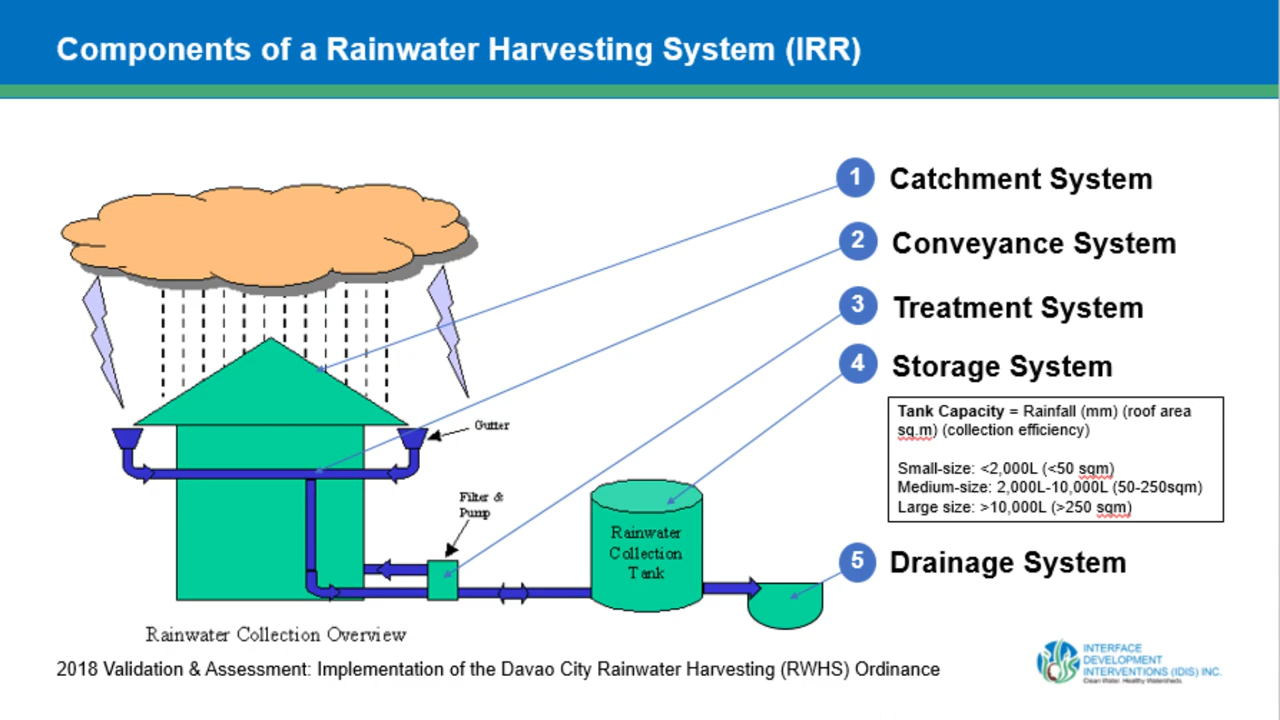 Components of a Rainwater Harvesting System (IRR)
1 Catchment System
2 Conveyance System
3 Treatment System
4 Storage System
Tank Capacity = Rainfall (mm) (roof area
sq.m) (collection efficiency)
Small-size: <2,000L (<50 sqm)
Medium-size: 2,000L-10,000L (50-250sqm)
Large size: >10,000L (>250 sqm)
5 Drainage System
Gutter
Filter &
Pump
Rainwater
Collection
Tank
Rainwater Collection Overview
2018 Validation & Assessment: Implementation of the Davao City Rainwater Harvesting (RWHS) Ordinance
INTERFACE
DEVELOPMENT
INTERVENTIONS (IDIS) INC.
Clean Water. Healthy Watersheds